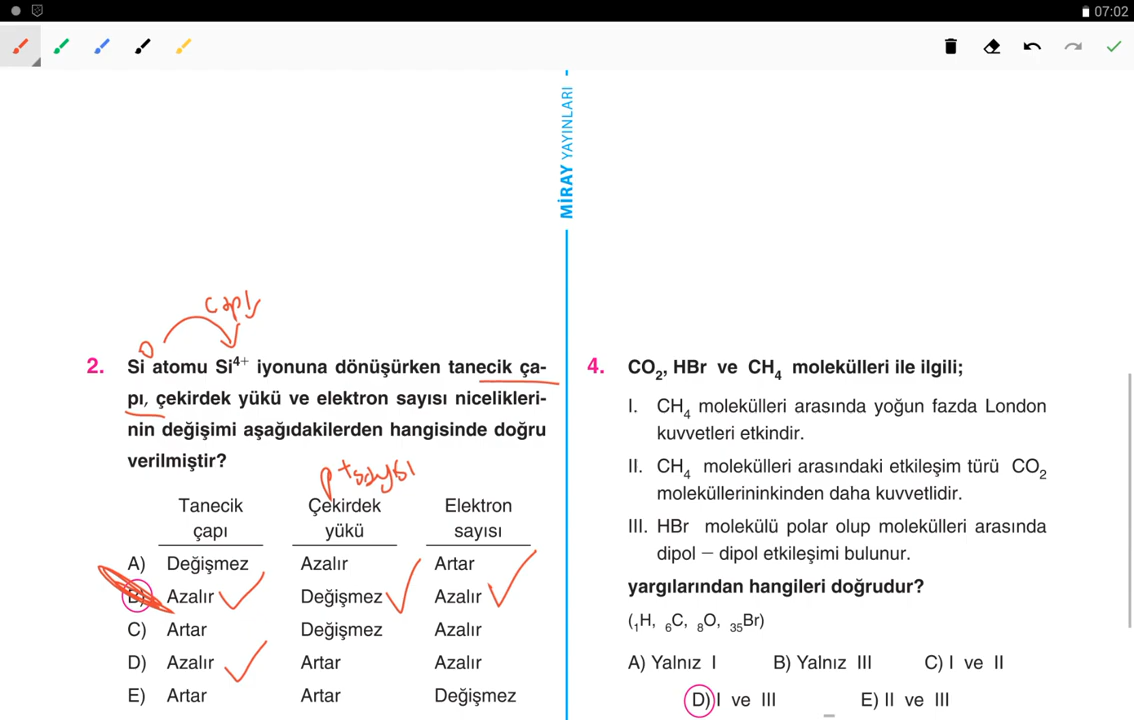 07:02
MİRAY YAYINLARI
çapı
0
2. Si atomu Si⁴⁺ iyonuna dönüşürken tanecik ça-
pı, çekirdek yükü ve elektron sayısı nicelikleri-
nin değişimi aşağıdakilerden hangisinde doğru
verilmiştir?
p+ sayısı
Tanecik çapı Çekirdek yükü Elektron sayısı
A) Değişmez Azalır Artar
B) Azalır Değişmez Azalır
C) Artar Değişmez Azalır
D) Azalır Artar Azalır
E) Artar Artar Değişmez
4. CO₂, HBr ve CH₄ molekülleri ile ilgili;
I. CH₄ molekülleri arasında yoğun fazda London
kuvvetleri etkindir.
II. CH₄ molekülleri arasındaki etkileşim türü CO₂
moleküllerininkinden daha kuvvetlidir.
III. HBr molekülü polar olup molekülleri arasında
dipol – dipol etkileşimi bulunur.
yargılarından hangileri doğrudur?
(₁H, ₆C, ₈O, ₃₅Br)
A) Yalnız I B) Yalnız III C) I ve II
D) I ve III E) II ve III